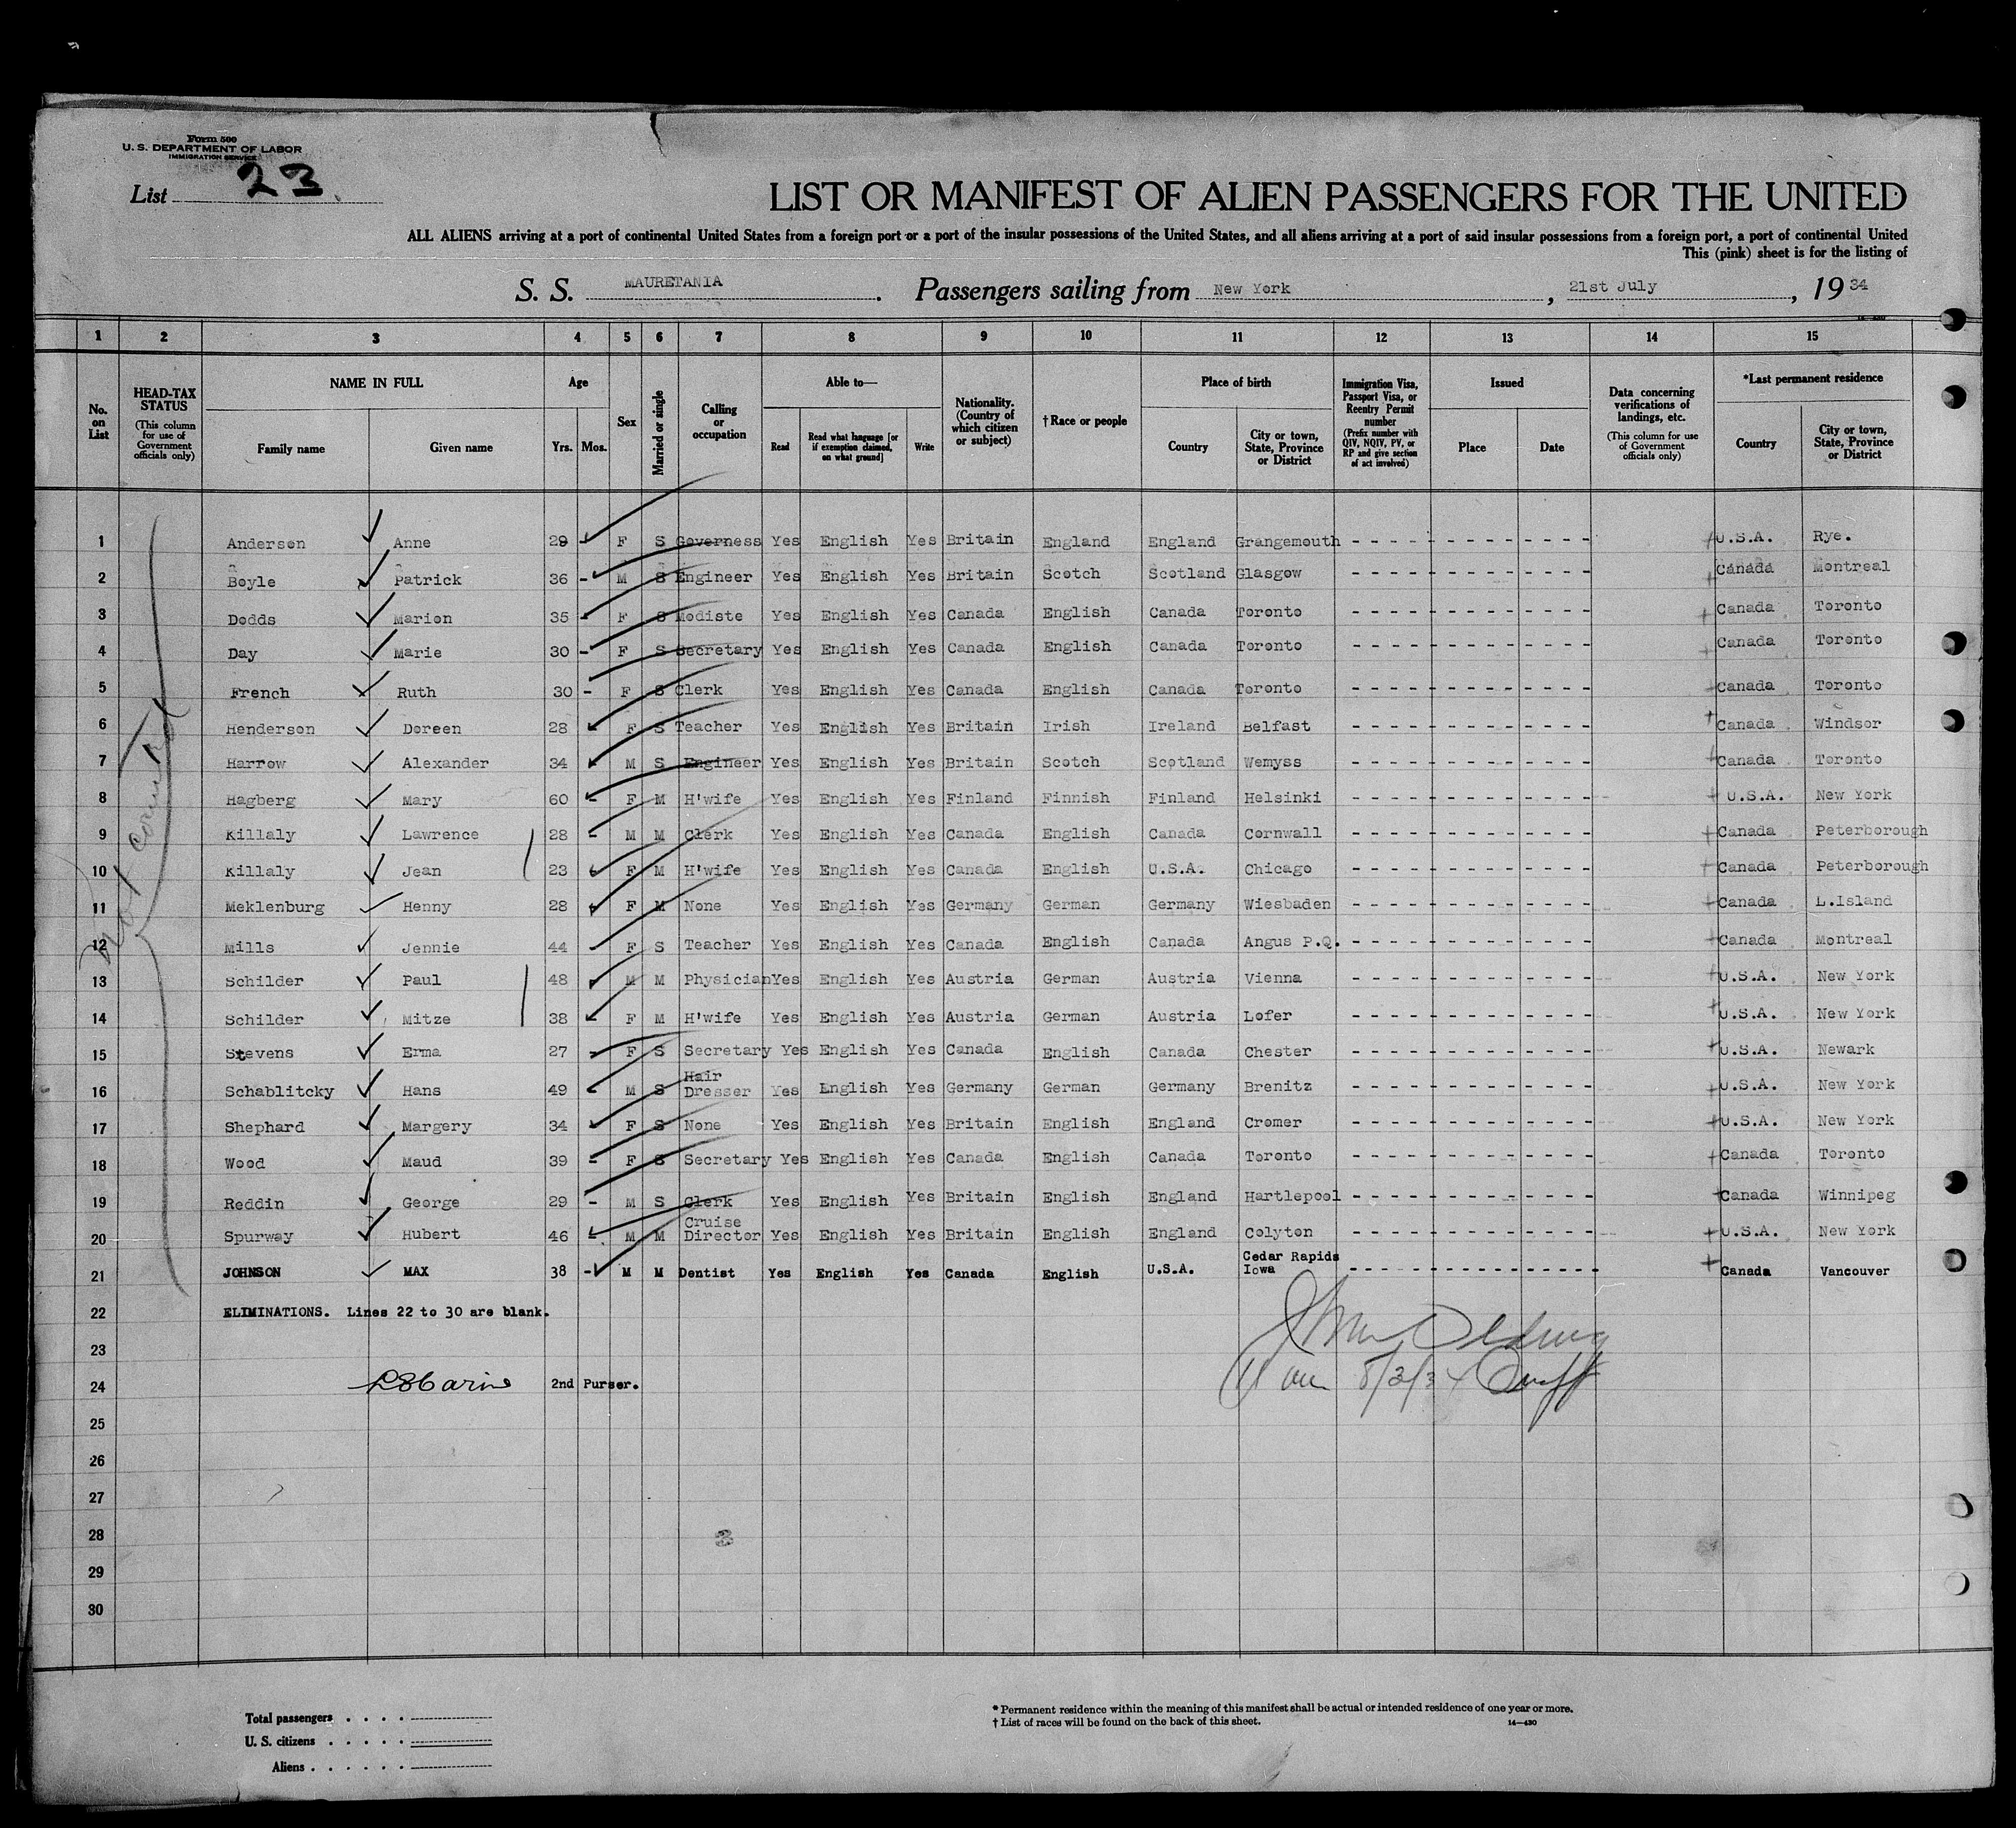 Form 500
U. S. DEPARTMENT OF LABOR
IMMIGRATION SERVICE
List 23
LIST OR MANIFEST OF ALIEN PASSENGERS FOR THE UNITED
ALL ALIENS arriving at a port of continental United States from a foreign port or a port of the insular possessions of the United States, and all aliens arriving at a port of said insular possessions from a foreign port, a port of continental United
This (pink) sheet is for the listing of
S. S. MAURETANIA. Passengers sailing from New York, 21st July, 1934
1 2 3 4 5 6 7 8 9 10 11 12 13 14 15
No. on List
HEAD-TAX STATUS (This column for use of Government officials only)
NAME IN FULL
Family name
Given name
Age
Yrs. Mos.
Sex
Married or single
Calling or occupation
Able to—
Read
Read what language [or if exemption claimed, on what ground]
Write
Nationality. (Country of which citizen or subject)
†Race or people
Place of birth
Country
City or town, State, Province or District
Immigration Visa, Passport Visa, or Reentry Permit number (Prefix number with QIV, NQIV, PV, or RP and give section of act involved)
Issued
Place
Date
Data concerning verifications of landings, etc. (This column for use of Government officials only)
*Last permanent residence
Country
City or town, State, Province or District
1 Anderson Anne 29 F S Governess Yes English Yes Britain England England Grangemouth U.S.A. Rye.
2 Boyle Patrick 36 - M S Engineer Yes English Yes Britain Scotch Scotland Glasgow Canada Montreal
3 Dodds Marion 35 - F S Modiste Yes English Yes Canada English Canada Toronto Canada Toronto
4 Day Marie 30 - F S Secretary Yes English Yes Canada English Canada Toronto Canada Toronto
5 French Ruth 30 - F S Clerk Yes English Yes Canada English Canada Toronto Canada Toronto
6 Henderson Doreen 28 F S Teacher Yes English Yes Britain Irish Ireland Belfast Canada Windsor
7 Harrow Alexander 34 M S Engineer Yes English Yes Britain Scotch Scotland Wemyss Canada Toronto
8 Hagberg Mary 60 - F M H'wife Yes English Yes Finland Finnish Finland Helsinki U.S.A. New York
9 Killaly Lawrence 28 - M M Clerk Yes English Yes Canada English Canada Cornwall Canada Peterborough
10 Killaly Jean 23 - F M H'wife Yes English Yes Canada English U.S.A. Chicago Canada Peterborough
11 Meklenburg Henny 28 - F M None Yes English Yes Germany German Germany Wiesbaden Canada L.Island
12 Mills Jennie 44 F S Teacher Yes English Yes Canada English Canada Angus P.Q. Canada Montreal
13 Schilder Paul 48 - M M Physician Yes English Yes Austria German Austria Vienna U.S.A. New York
14 Schilder Mitze 38 - F M H'wife Yes English Yes Austria German Austria Lofer U.S.A. New York
15 Stevens Erma 27 - F S Secretary Yes English Yes Canada English Canada Chester U.S.A. Newark
16 Schablitcky Hans 49 - M S Hair Dresser Yes English Yes Germany German Germany Brenitz U.S.A. New York
17 Shephard Margery 34 - F S None Yes English Yes Britain English England Cromer U.S.A. New York
18 Wood Maud 39 - F S Secretary Yes English Yes Canada English Canada Toronto Canada Toronto
19 Reddin George 29 - M S Clerk Yes English Yes Britain English England Hartlepool Canada Winnipeg
20 Spurway Hubert 46 - M M Cruise Director Yes English Yes Britain English England Colyton U.S.A. New York
21 JOHNSON MAX 38 - M M Dentist Yes English Yes Canada English U.S.A. Cedar Rapids Iowa Canada Vancouver
22 ELIMINATIONS. Lines 22 to 30 are blank.
23
24 2nd Purser.
25
26
27
28
29
30
Not
Total passengers
U. S. citizens
Aliens
* Permanent residence within the meaning of this manifest shall be actual or intended residence of one year or more.
† List of races will be found on the back of this sheet.
14—430